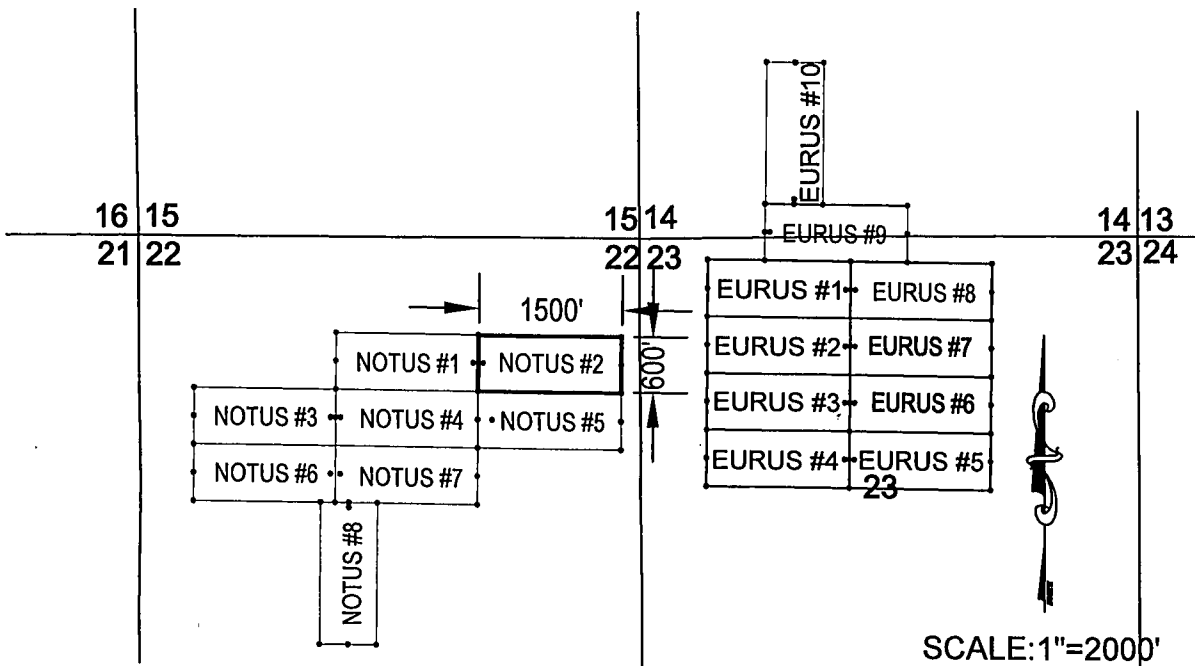 EURUS #10
16 15
15 14
14 13
21 22
22 23
23 24
EURUS #9
EURUS #1
EURUS #8
1500'
600'
NOTUS #1
NOTUS #2
EURUS #2
EURUS #7
NOTUS #3
NOTUS #4
NOTUS #5
EURUS #3
EURUS #6
NOTUS #6
NOTUS #7
EURUS #4
EURUS #5
23
NOTUS #8
SCALE:1"=2000'